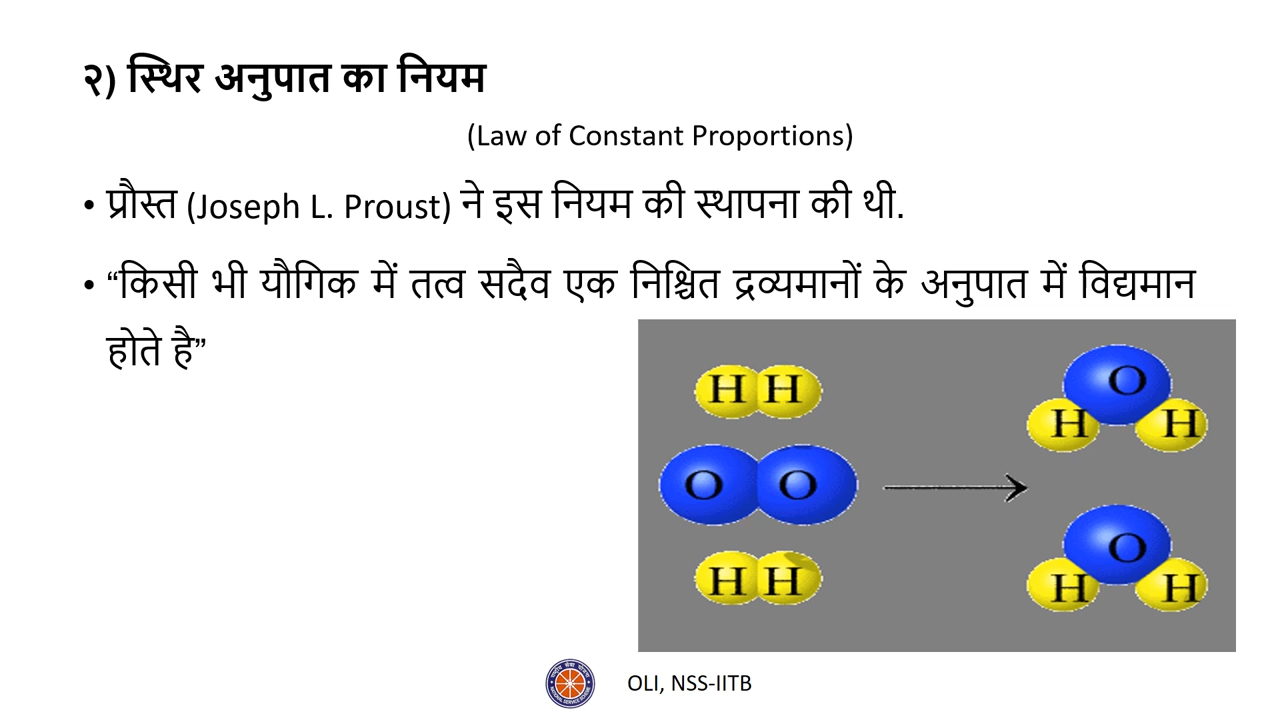 २) स्थिर अनुपात का नियम
(Law of Constant Proportions)
• प्रौस्त (Joseph L. Proust) ने इस नियम की स्थापना की थी.
• “किसी भी यौगिक में तत्व सदैव एक निश्चित द्रव्यमानों के अनुपात में विद्यमान
होते है”
H H
O O
H H
O
H H
O
H H
OLI, NSS-IITB